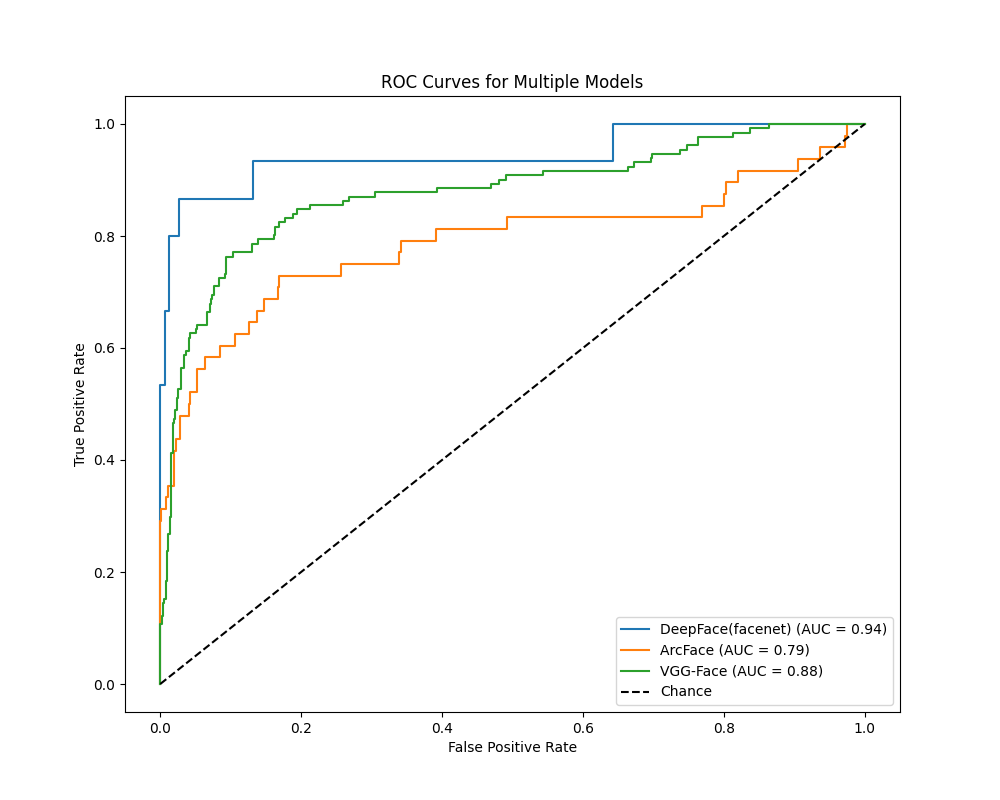 ROC Curves for Multiple Models
1.0
0.8
0.6
0.4
0.2
0.0
True Positive Rate
0.0 0.2 0.4 0.6 0.8 1.0
False Positive Rate
DeepFace(facenet) (AUC = 0.94)
ArcFace (AUC = 0.79)
VGG-Face (AUC = 0.88)
Chance